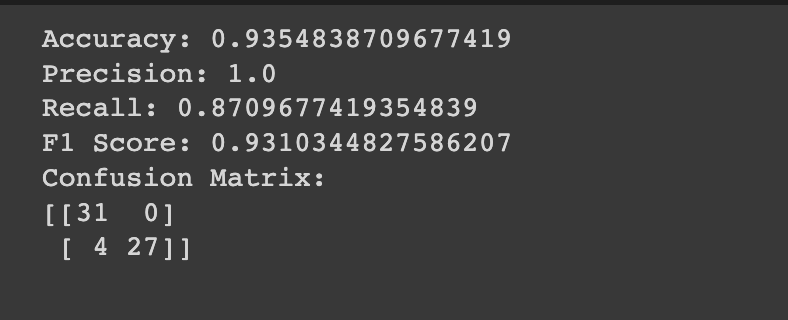 Accuracy: 0.9354838709677419
Precision: 1.0
Recall: 0.8709677419354839
F1 Score: 0.9310344827586207
Confusion Matrix:
[[31  0]
 [ 4 27]]